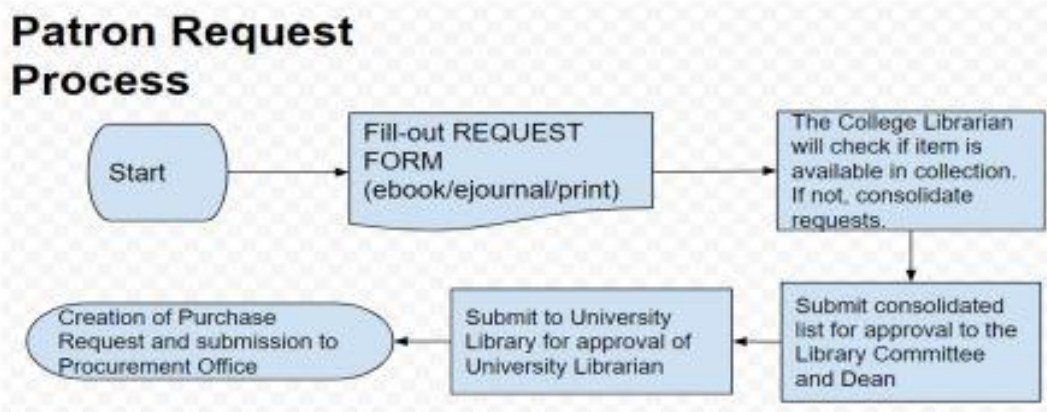 Patron Request
Process
Start
Fill-out REQUEST
FORM
(ebook/ejournal/print)
The College Librarian
will check if item is
available in collection.
If not, consolidate
requests.
Submit consolidated
list for approval to the
Library Committee
and Dean
Submit to University
Library for approval of
University Librarian
Creation of Purchase
Request and submission to
Procurement Office